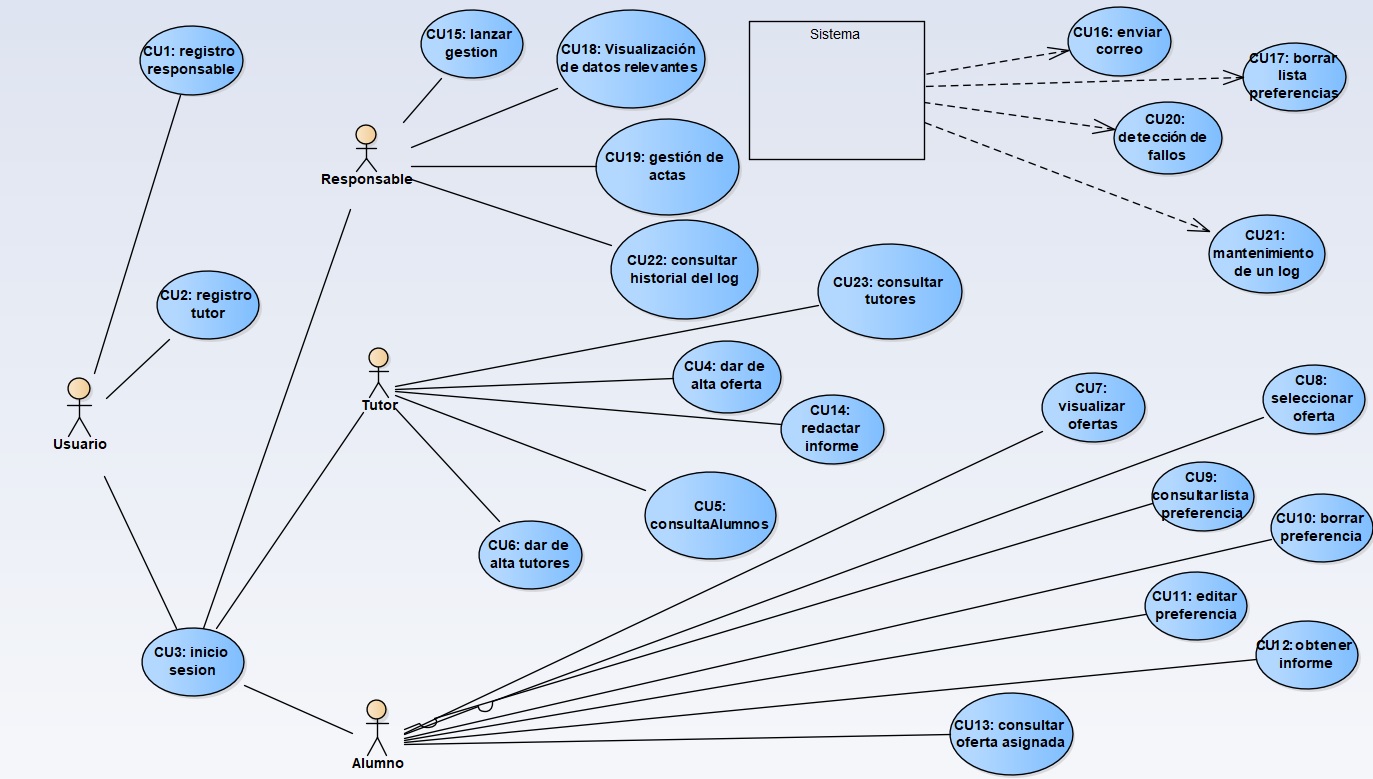 CU1: registro
responsable
CU15: lanzar
gestion
CU18: Visualización
de datos relevantes
Sistema
CU16: enviar
correo
CU17: borrar
lista
preferencias
CU20:
detección de
fallos
CU19: gestión de
actas
Responsable
CU22: consultar
historial del log
CU21:
mantenimiento
de un log
CU2: registro
tutor
CU23: consultar
tutores
Usuario
Tutor
CU4: dar de
alta oferta
CU14:
redactar
informe
CU7:
visualizar
ofertas
CU8:
seleccionar
oferta
CU5:
consultaAlumnos
CU6: dar de
alta tutores
CU9:
consultar lista
preferencia
CU10: borrar
preferencia
CU11: editar
preferencia
CU12: obtener
informe
CU3: inicio
sesion
CU13: consultar
oferta asignada
Alumno